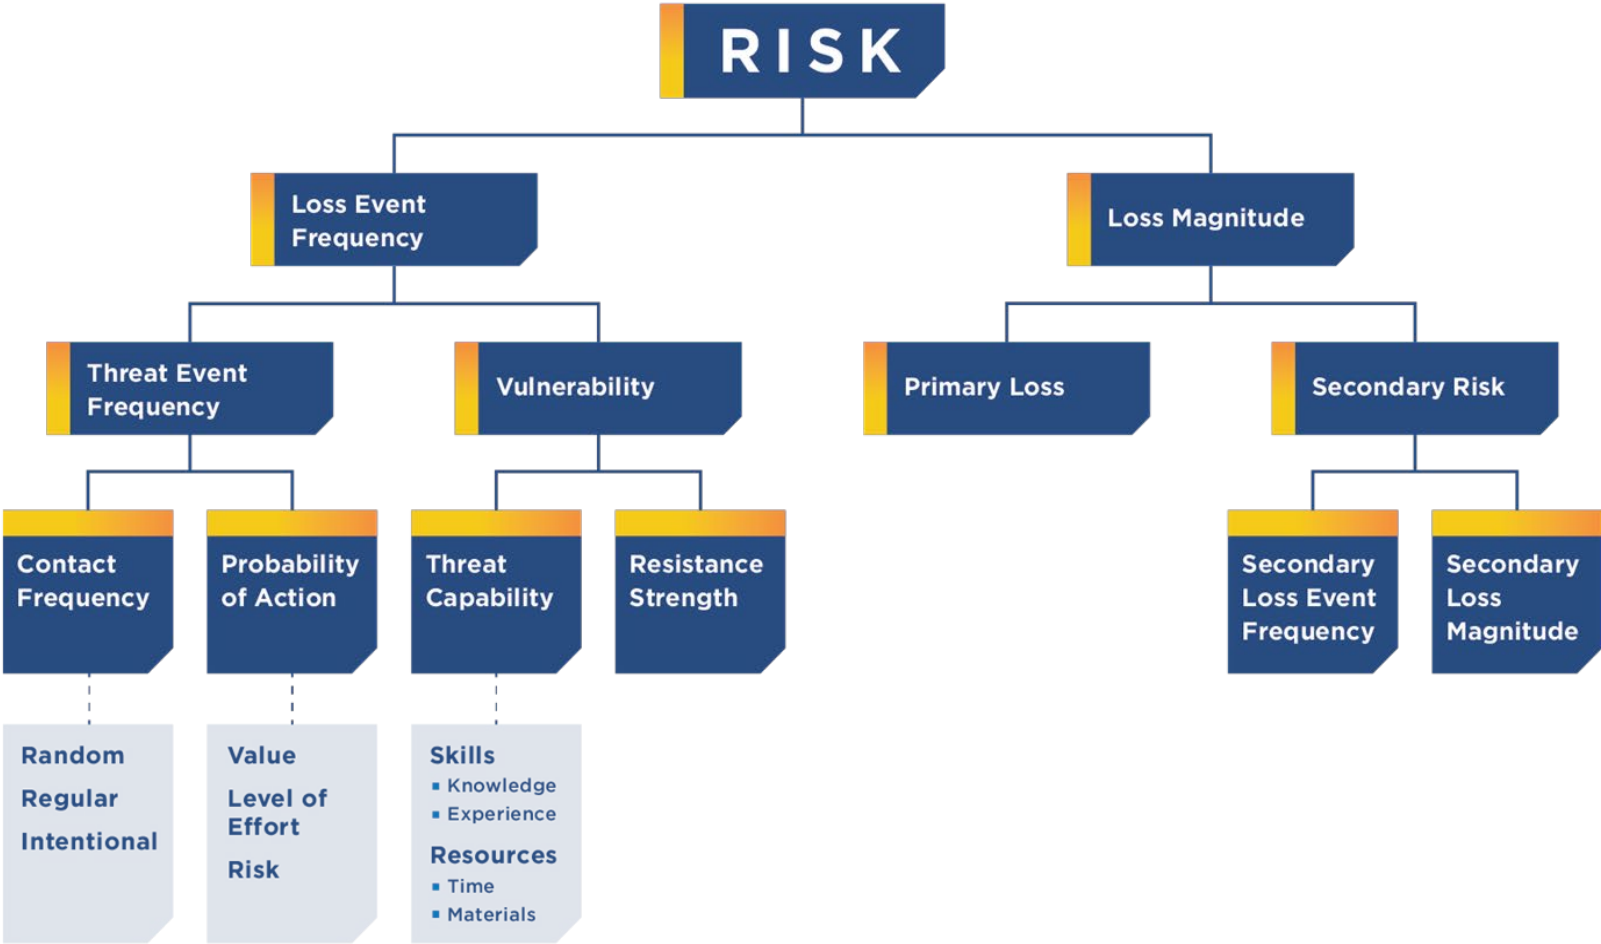 RISK
Loss Event
Frequency
Loss Magnitude
Threat Event
Frequency
Vulnerability
Primary Loss
Secondary Risk
Contact
Frequency
Probability
of Action
Threat
Capability
Resistance
Strength
Secondary
Loss Event
Frequency
Secondary
Loss
Magnitude
Random
Regular
Intentional
Value
Level of
Effort
Risk
Skills
▪ Knowledge
▪ Experience
Resources
▪ Time
▪ Materials